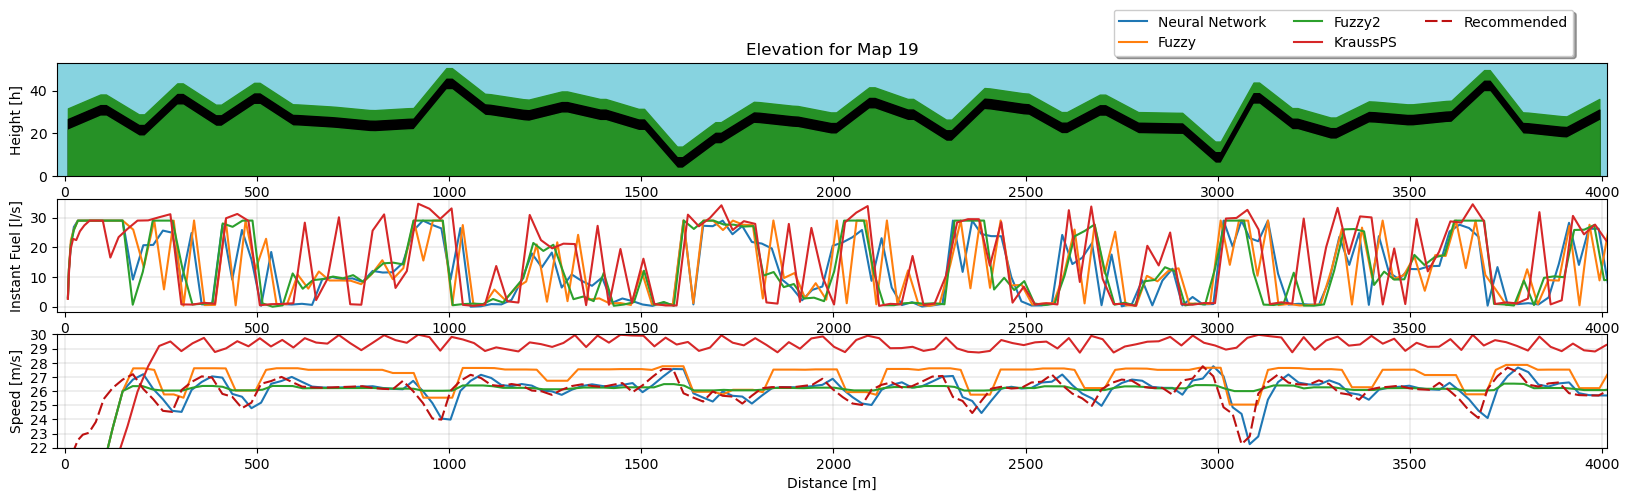 Neural Network
Fuzzy
Fuzzy2
KraussPS
Recommended
Elevation for Map 19
Height [h]
40
20
0
0 500 1000 1500 2000 2500 3000 3500 4000
Instant Fuel [l/s]
30
20
10
0
0 500 1000 1500 2000 2500 3000 3500 4000
Speed [m/s]
30
29
28
27
26
25
24
23
22
0 500 1000 1500 2000 2500 3000 3500 4000
Distance [m]